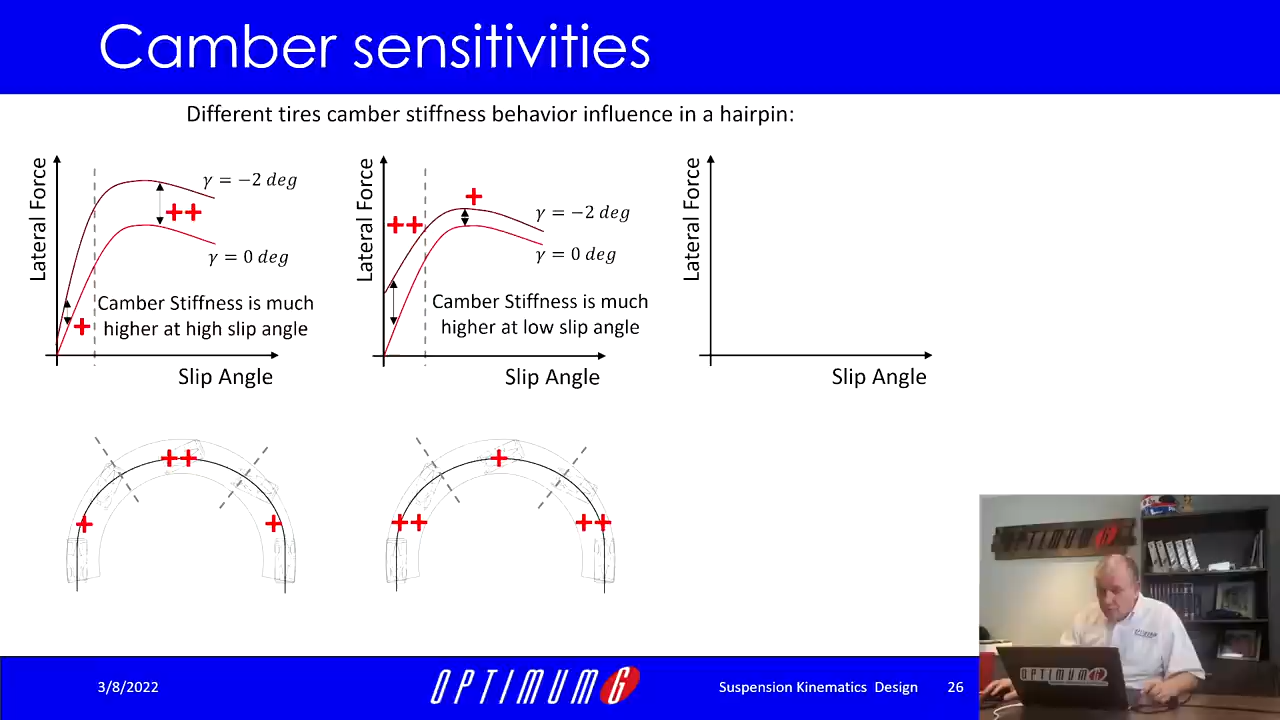 Camber sensitivities
Different tires camber stiffness behavior influence in a hairpin:
Lateral Force
γ = −2 deg
++
γ = 0 deg
Camber Stiffness is much
+ higher at high slip angle
Slip Angle
Lateral Force
+
γ = −2 deg
++
γ = 0 deg
Camber Stiffness is much
higher at low slip angle
Slip Angle
Lateral Force
Slip Angle
++
+
+
+
++
++
OPTIMUMG
OPTIMUMG
3/8/2022
OPTIMUMG
Suspension Kinematics Design
26